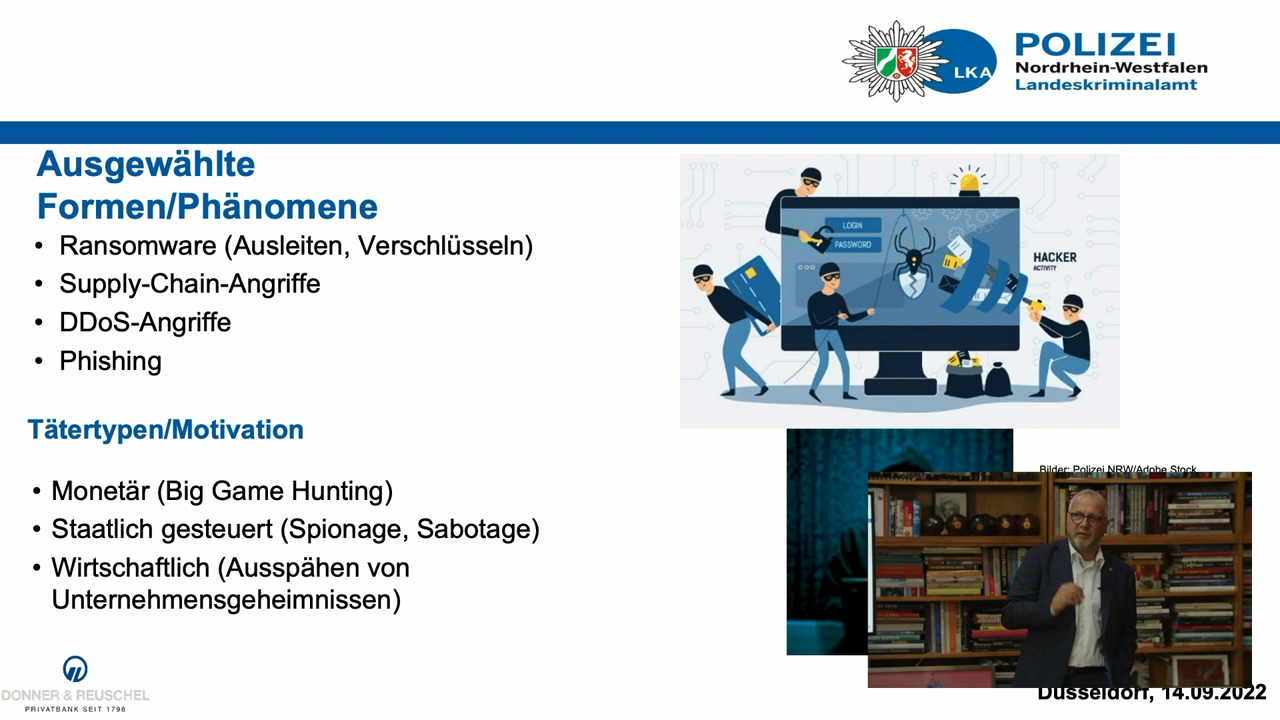 POLIZEI
Nordrhein-Westfalen
Landeskriminalamt
LKA
Ausgewählte
Formen/Phänomene
• Ransomware (Ausleiten, Verschlüsseln)
• Supply-Chain-Angriffe
• DDoS-Angriffe
• Phishing
LOGIN
PASSWORD
HACKER
ACTIVITY
Tätertypen/Motivation
Bilder: Polizei NRW/Adobe Stock
• Monetär (Big Game Hunting)
• Staatlich gesteuert (Spionage, Sabotage)
• Wirtschaftlich (Ausspähen von
Unternehmensgeheimnissen)
DONNER & REUSCHEL
PRIVATBANK SEIT 1798
Düsseldorf, 14.09.2022